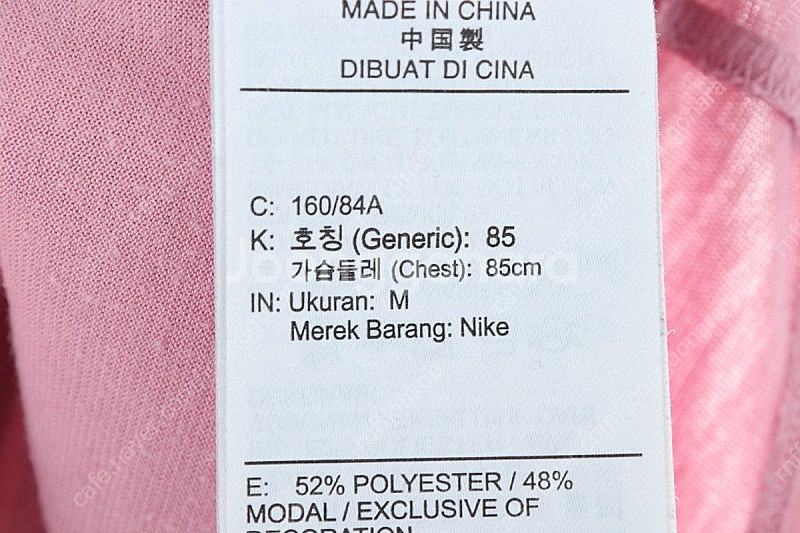 MADE IN CHINA
中国製
DIBUAT DI CINA
C: 160/84A
K: 호칭 (Generic): 85
가슴둘레 (Chest): 85cm
IN: Ukuran: M
Merek Barang: Nike
E: 52% POLYESTER / 48%
MODAL / EXCLUSIVE OF
DECORATION